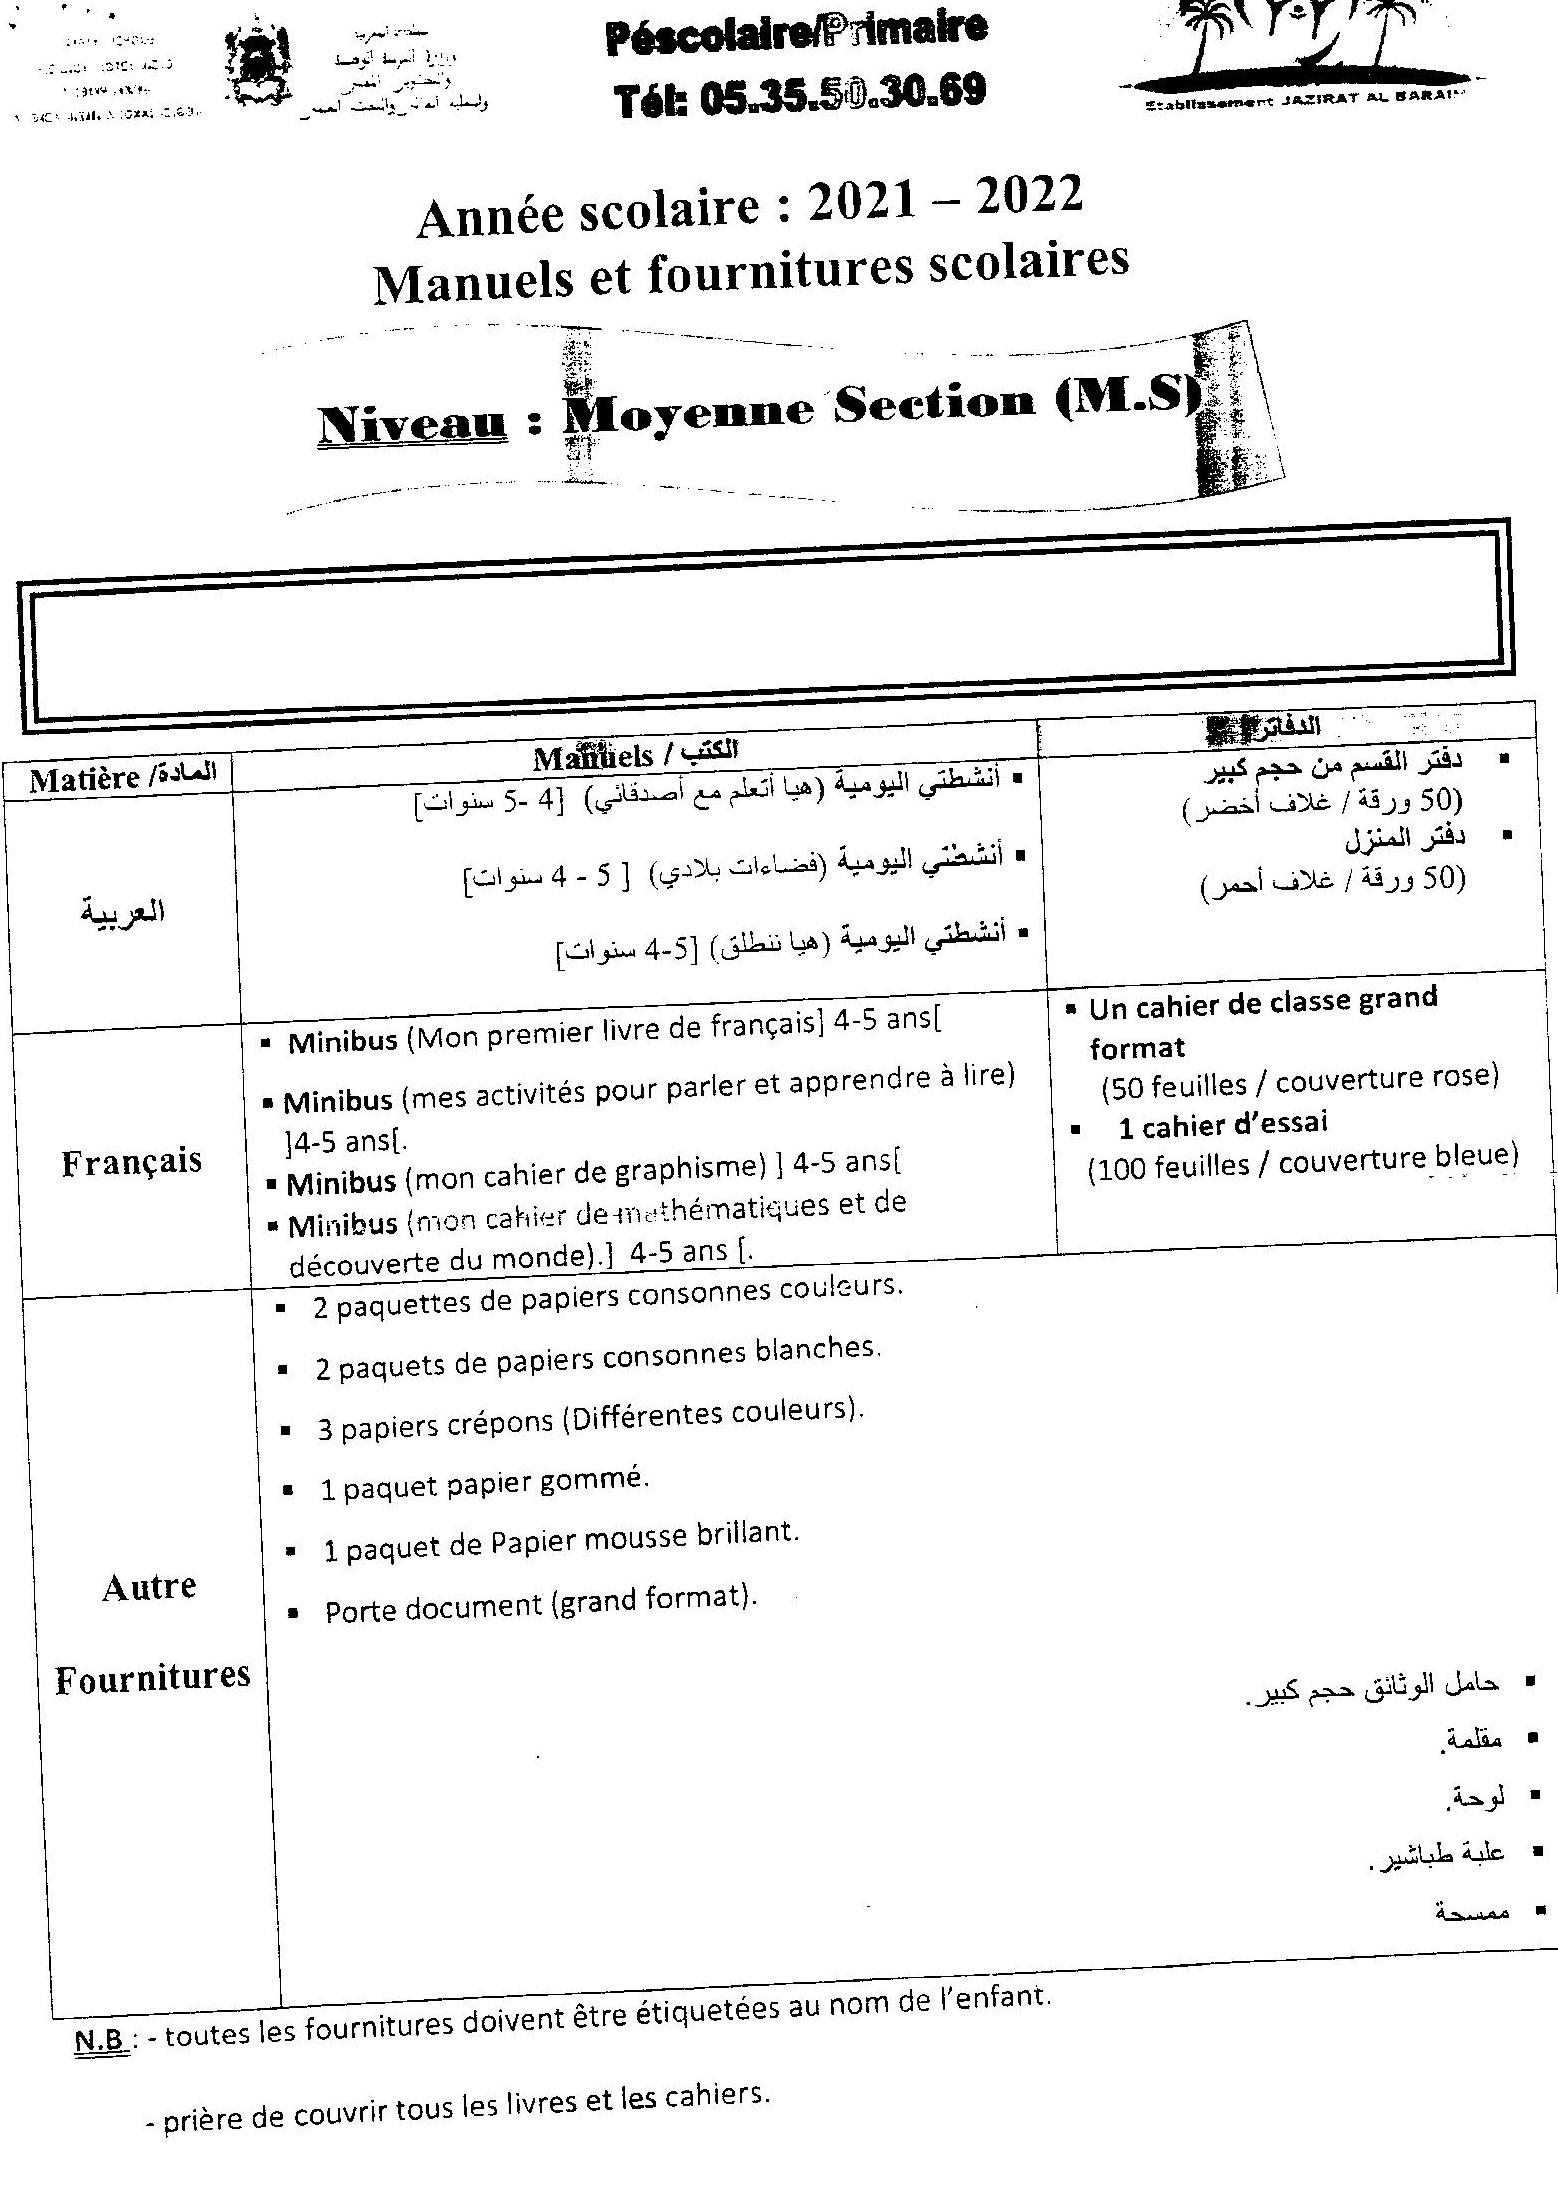 Péscolaire/Primaire
Tél: 05.35.50.30.69
Etablissement JAZIRAT AL BARAIM
Année scolaire : 2021 – 2022
Manuels et fournitures scolaires
Niveau : Moyenne Section (M.S)
Matière /المادة
Manuels / الكتب
الدفاتر
العربية
▪ أنشطتي اليومية (هيا أتعلم مع أصدقائي) [4 -5 سنوات]
▪ أنشطتي اليومية (فضاءات بلادي) [ 5 - 4 سنوات]
▪ أنشطتي اليومية (هيا ننطلق) [4-5 سنوات]
▪ دفتر القسم من حجم كبير
(50 ورقة / غلاف أخضر)
▪ دفتر المنزل
(50 ورقة / غلاف أحمر)
Français
▪ Minibus (Mon premier livre de français] 4-5 ans[
▪ Minibus (mes activités pour parler et apprendre à lire)
]4-5 ans[.
▪ Minibus (mon cahier de graphisme) ] 4-5 ans[
▪ Minibus (mon cahier de mathématiques et de
découverte du monde).] 4-5 ans [.
▪ Un cahier de classe grand
format
(50 feuilles / couverture rose)
▪ 1 cahier d'essai
(100 feuilles / couverture bleue)
Autre
Fournitures
▪ 2 paquettes de papiers consonnes couleurs.
▪ 2 paquets de papiers consonnes blanches.
▪ 3 papiers crépons (Différentes couleurs).
▪ 1 paquet papier gommé.
▪ 1 paquet de Papier mousse brillant.
▪ Porte document (grand format).
▪ حامل الوثائق حجم كبير.
▪ مقلمة.
▪ لوحة.
▪ علبة طباشير.
▪ ممسحة
N.B : - toutes les fournitures doivent être étiquetées au nom de l'enfant.
- prière de couvrir tous les livres et les cahiers.